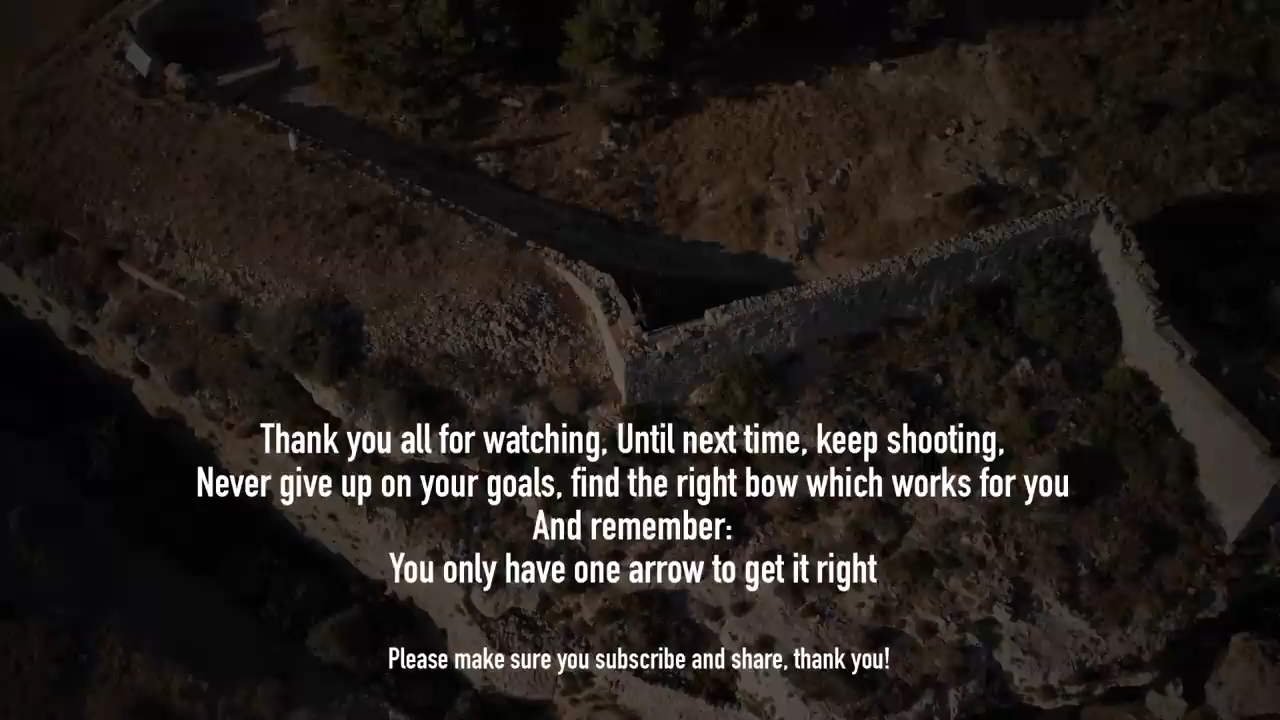 Thank you all for watching, Until next time, keep shooting,
Never give up on your goals, find the right bow which works for you
And remember:
You only have one arrow to get it right
Please make sure you subscribe and share, thank you!